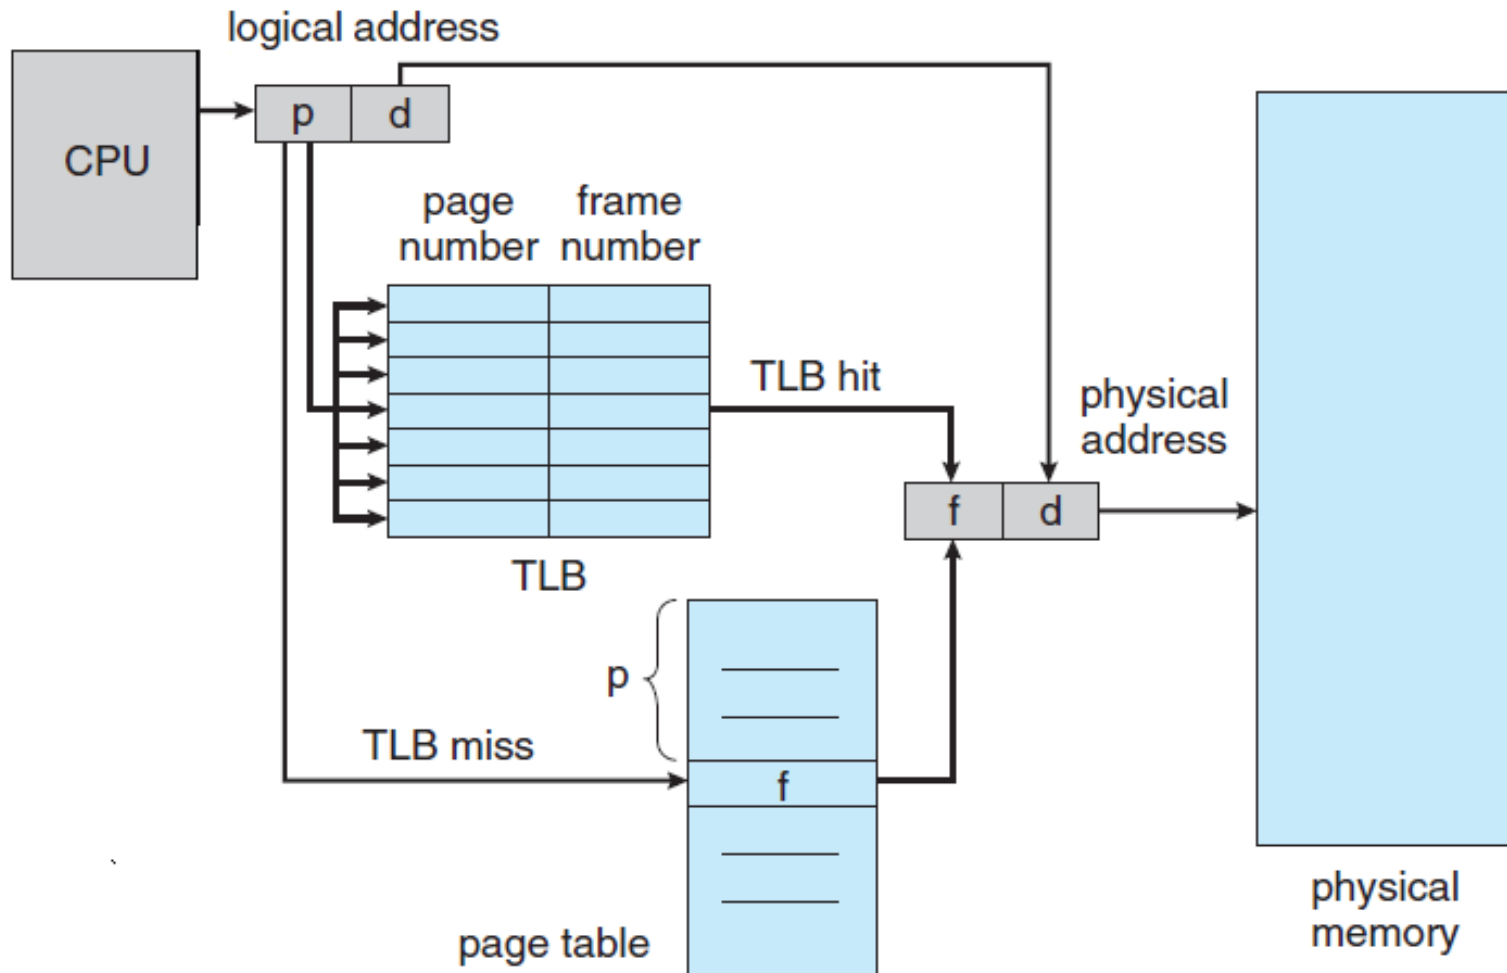 logical address
CPU
p
d
page
number
frame
number
TLB hit
physical
address
f
d
TLB
p
TLB miss
f
page table
physical
memory